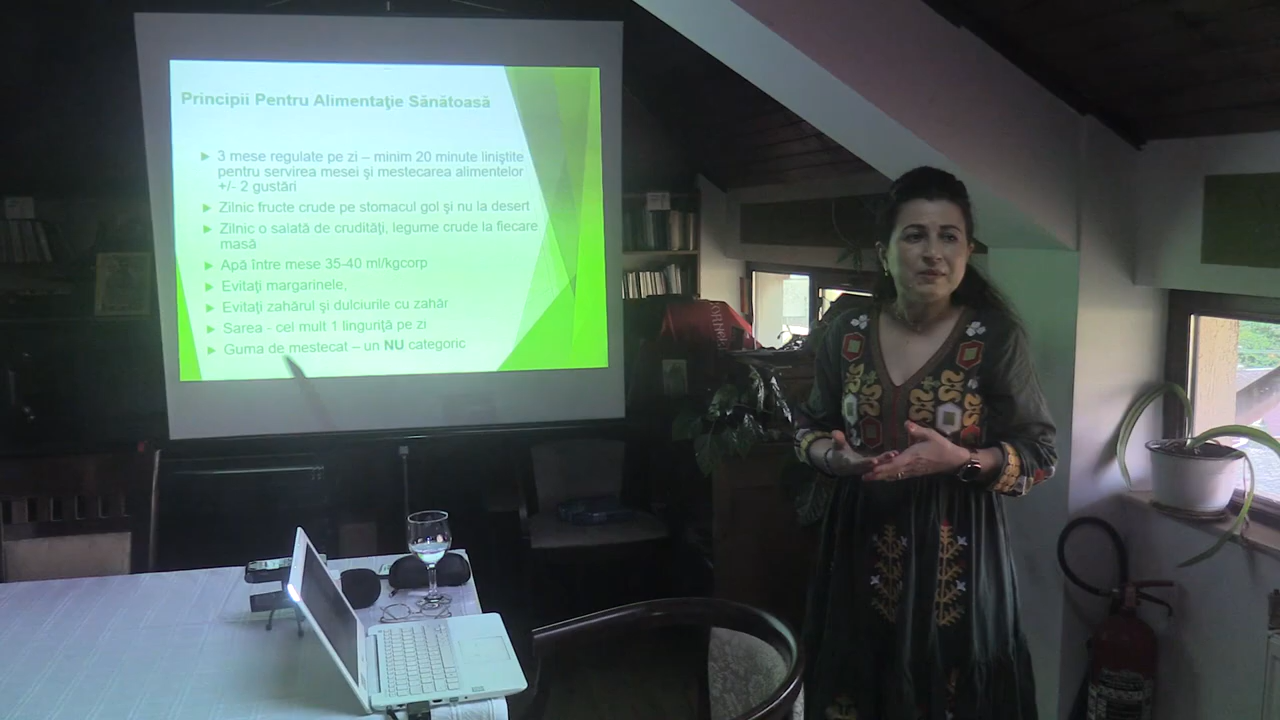 Principii Pentru Alimentaţie Sănătoasă
3 mese regulate pe zi – minim 20 minute liniştite
pentru servirea mesei şi mestecarea alimentelor
+/- 2 gustări
Zilnic fructe crude pe stomacul gol şi nu la desert
Zilnic o salată de crudităţi, legume crude la fiecare
masă
Apă între mese 35-40 ml/kgcorp
Evitaţi margarinele,
Evitaţi zahărul şi dulciurile cu zahăr
Sarea - cel mult 1 linguriţă pe zi
Guma de mestecat – un NU categoric